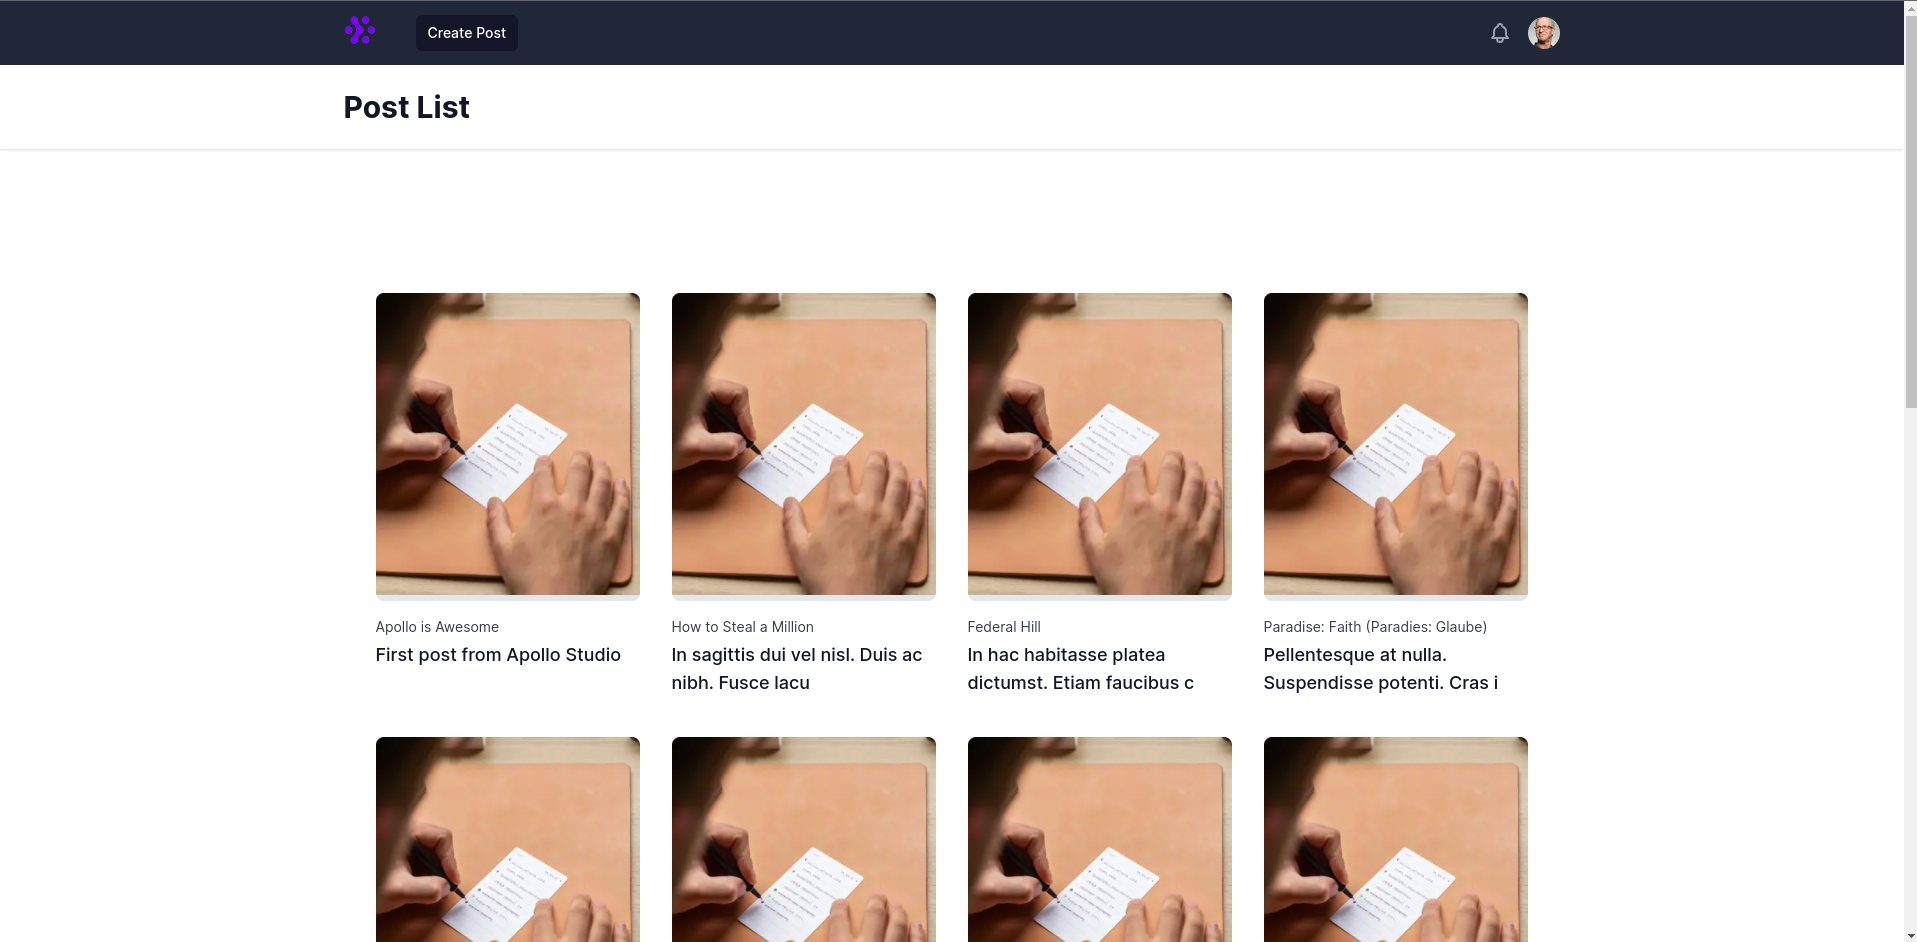 Create Post
Post List
Apollo is Awesome
First post from Apollo Studio
How to Steal a Million
In sagittis dui vel nisl. Duis ac
nibh. Fusce lacu
Federal Hill
In hac habitasse platea
dictumst. Etiam faucibus c
Paradise: Faith (Paradies: Glaube)
Pellentesque at nulla.
Suspendisse potenti. Cras i